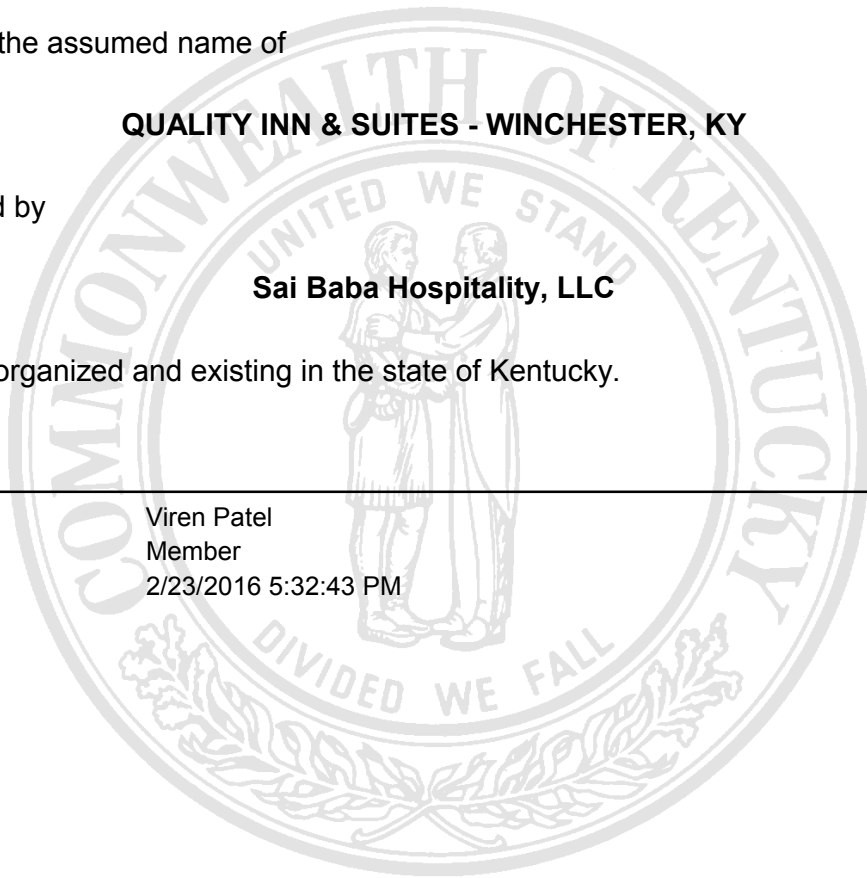 the assumed name of
QUALITY INN & SUITES - WINCHESTER, KY
d by
Sai Baba Hospitality, LLC
organized and existing in the state of Kentucky.
Viren Patel
Member
2/23/2016 5:32:43 PM
COMMONWEALTH OF KENTUCKY
UNITED WE STAND
DIVIDED WE FALL